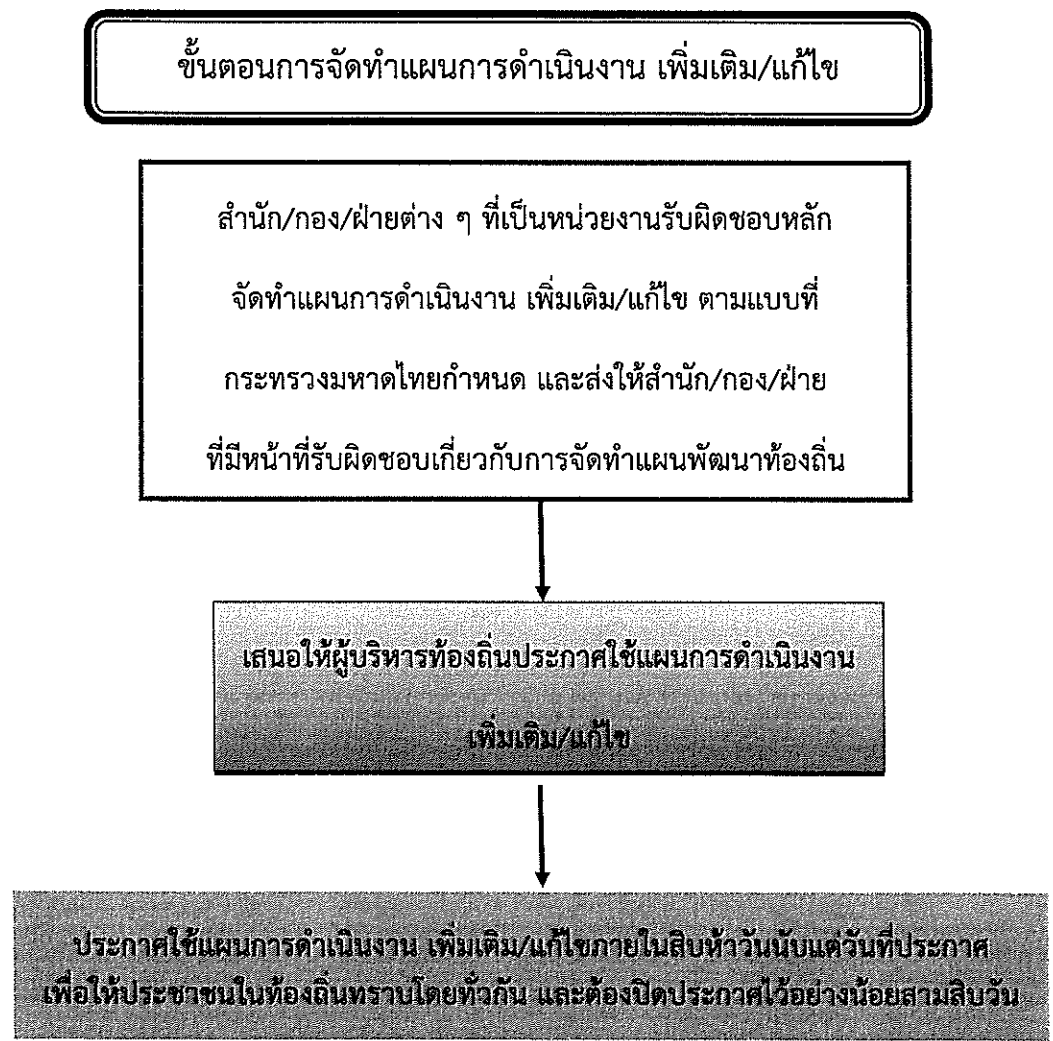 ขั้นตอนการจัดทำแผนการดำเนินงาน เพิ่มเติม/แก้ไข
สำนัก/กอง/ฝ่ายต่าง ๆ ที่เป็นหน่วยงานรับผิดชอบหลัก
จัดทำแผนการดำเนินงาน เพิ่มเติม/แก้ไข ตามแบบที่
กระทรวงมหาดไทยกำหนด และส่งให้สำนัก/กอง/ฝ่าย
ที่มีหน้าที่รับผิดชอบเกี่ยวกับการจัดทำแผนพัฒนาท้องถิ่น
เสนอให้ผู้บริหารท้องถิ่นประกาศใช้แผนการดำเนินงาน
เพิ่มเติม/แก้ไข
ประกาศใช้แผนการดำเนินงาน เพิ่มเติม/แก้ไขภายในสิบห้าวันนับแต่วันที่ประกาศ
เพื่อให้ประชาชนในท้องถิ่นทราบโดยทั่วกัน และต้องปิดประกาศไว้อย่างน้อยสามสิบวัน